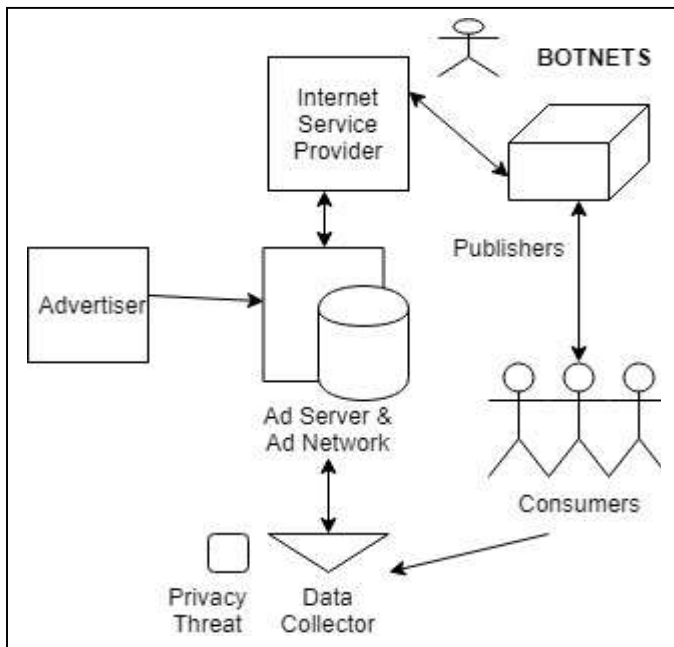 BOTNETS
Internet
Service
Provider
Publishers
Advertiser
Ad Server &
Ad Network
Consumers
Privacy
Threat
Data
Collector